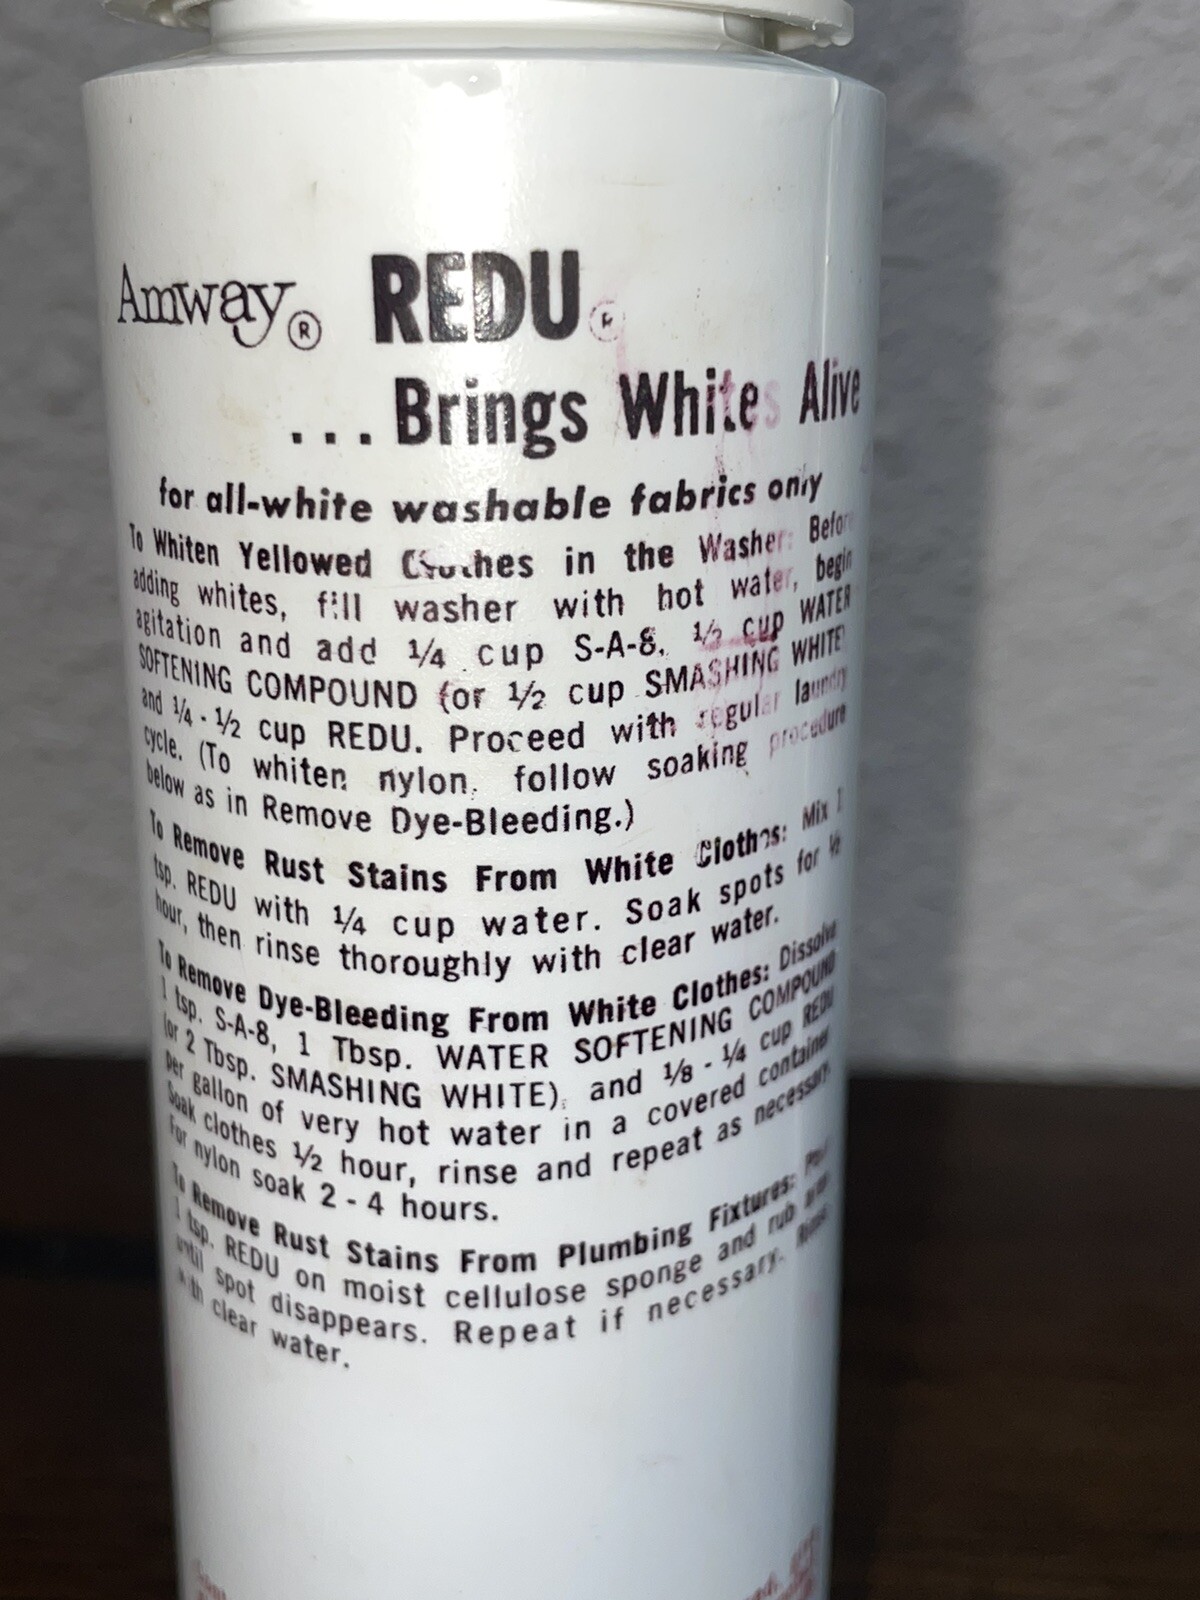 Amway® REDU®
...Brings Whites Alive
for all-white washable fabrics only
To Whiten Yellowed Clothes in the Washer: Before
adding whites, fill washer with hot water, begin
agitation and add 1/4 cup S-A-8, 1/2 cup WATER
SOFTENING COMPOUND (or 1/2 cup SMASHING WHITE)
and 1/4 - 1/2 cup REDU. Proceed with regular laundry
cycle. (To whiten nylon, follow soaking procedure
below as in Remove Dye-Bleeding.)
To Remove Rust Stains From White Clothes: Mix 1
tsp. REDU with 1/4 cup water. Soak spots for 1/2
hour, then rinse thoroughly with clear water.
To Remove Dye-Bleeding From White Clothes: Dissolve
1 tsp. S-A-8, 1 Tbsp. WATER SOFTENING COMPOUND
(or 2 Tbsp. SMASHING WHITE), and 1/8 - 1/4 cup REDU
per gallon of very hot water in a covered container.
Soak clothes 1/2 hour, rinse and repeat as necessary.
For nylon soak 2 - 4 hours.
To Remove Rust Stains From Plumbing Fixtures: Pour
1 tsp. REDU on moist cellulose sponge and rub area
until spot disappears. Repeat if necessary. Rinse
with clear water.